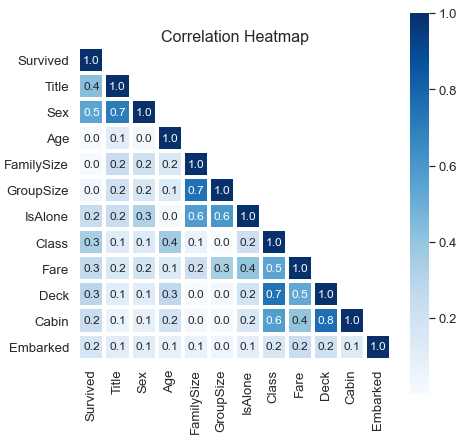 Correlation Heatmap
Survived 1.0
Title 0.4 1.0
Sex 0.5 0.7 1.0
Age 0.0 0.1 0.0 1.0
FamilySize 0.0 0.2 0.2 0.2 1.0
GroupSize 0.0 0.2 0.2 0.1 0.7 1.0
IsAlone 0.2 0.2 0.3 0.0 0.6 0.6 1.0
Class 0.3 0.1 0.1 0.4 0.1 0.0 0.2 1.0
Fare 0.3 0.2 0.2 0.1 0.2 0.3 0.4 0.5 1.0
Deck 0.3 0.1 0.1 0.3 0.0 0.0 0.2 0.7 0.5 1.0
Cabin 0.2 0.1 0.1 0.2 0.0 0.0 0.2 0.6 0.4 0.8 1.0
Embarked 0.2 0.1 0.1 0.1 0.1 0.1 0.1 0.2 0.2 0.2 0.1 1.0
Survived Title Sex Age FamilySize GroupSize IsAlone Class Fare Deck Cabin Embarked
1.0
0.8
0.6
0.4
0.2